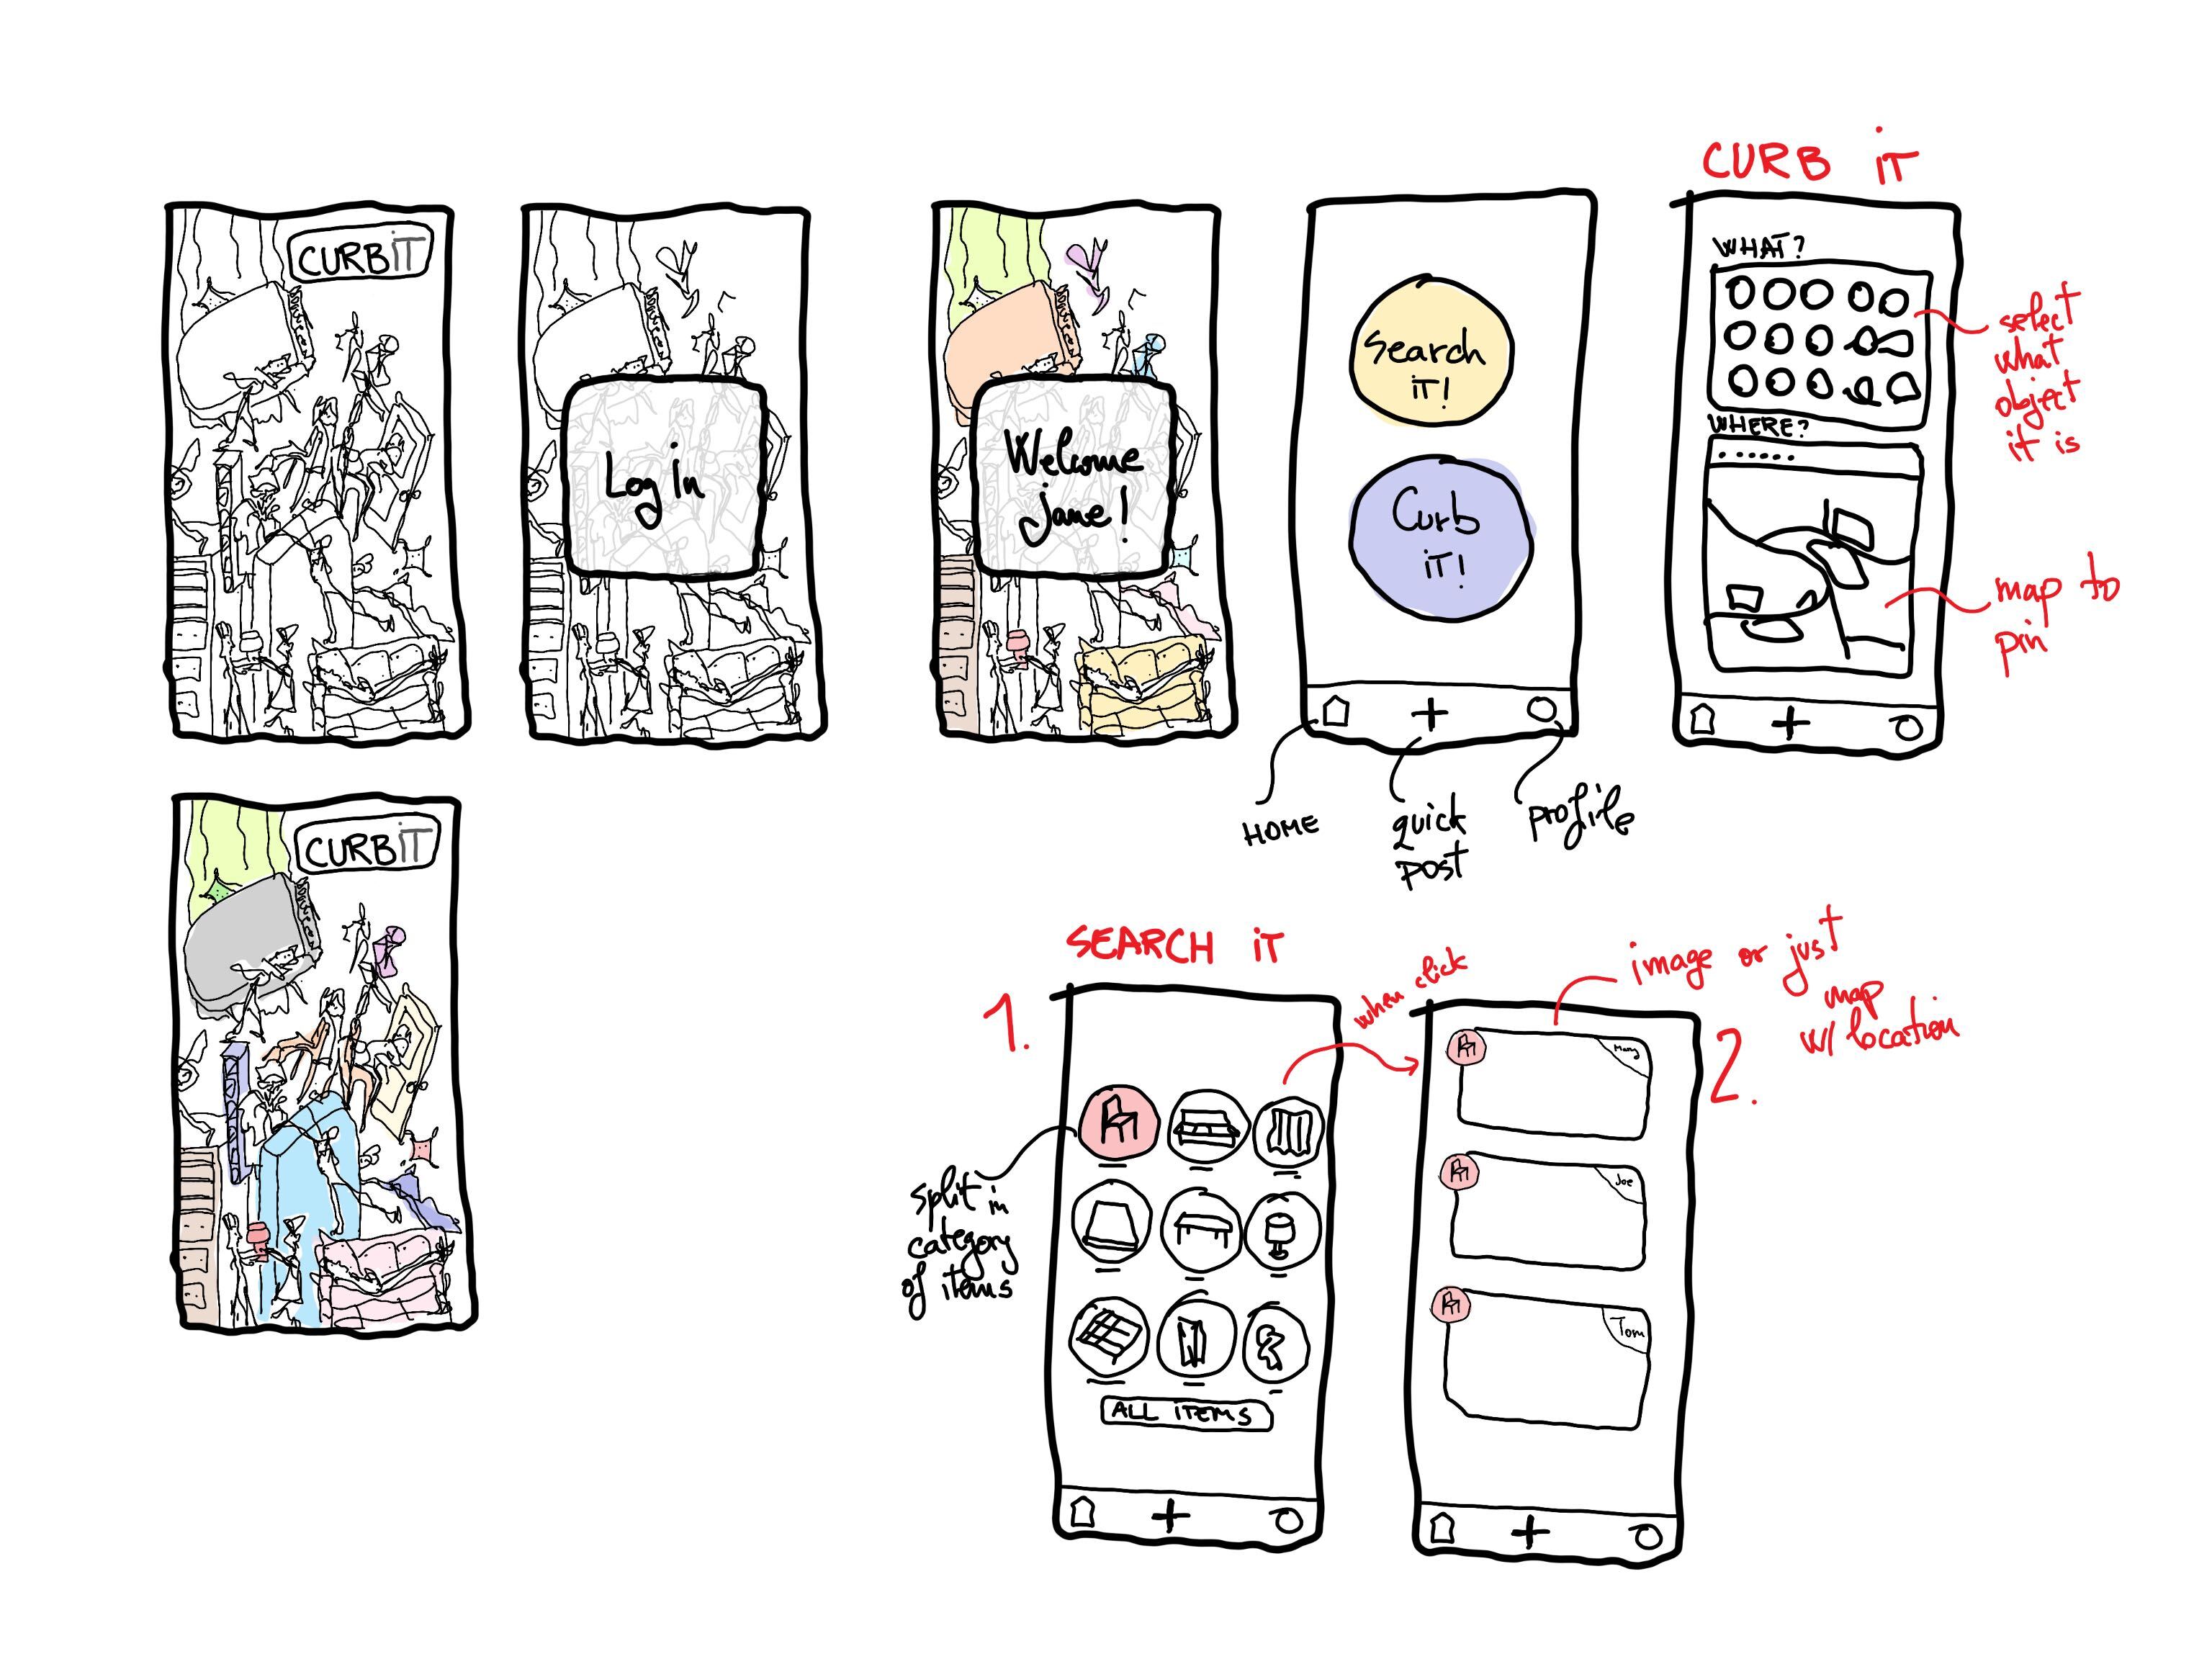 CURBIT
Log in
Welcome
jane!
Search
iT!
Curb
iT!
HOME
quick
post
profile
CURB iT
WHAT?
WHERE?
select
what
object
it is
map to
pin
CURBIT
SEARCH iT
1.
split in
category
of items
ALL iTEMS
when click
image or just
map
w/ location
2.
Mary
Joe
Tom